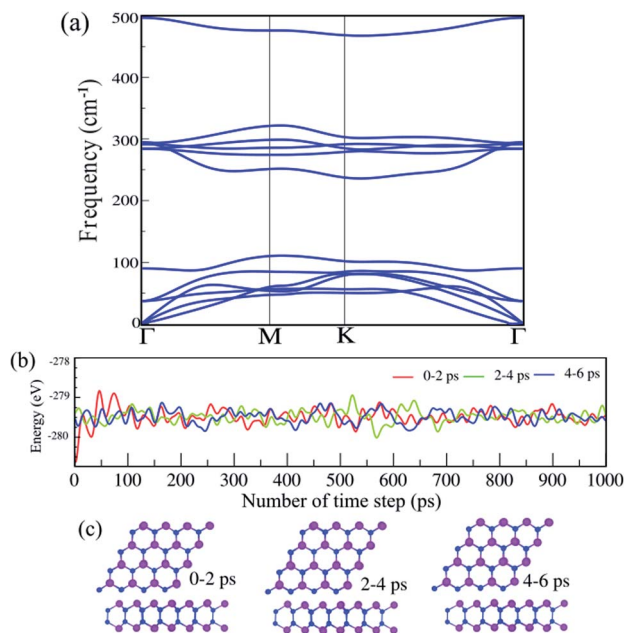 (a)
500
400
300
200
100
0
Frequency (cm⁻¹)
Γ M K Γ
(b)
-278
-279
-280
Energy (eV)
0-2 ps 2-4 ps 4-6 ps
0 100 200 300 400 500 600 700 800 900 1000
Number of time step (ps)
(c)
0-2 ps 2-4 ps 4-6 ps